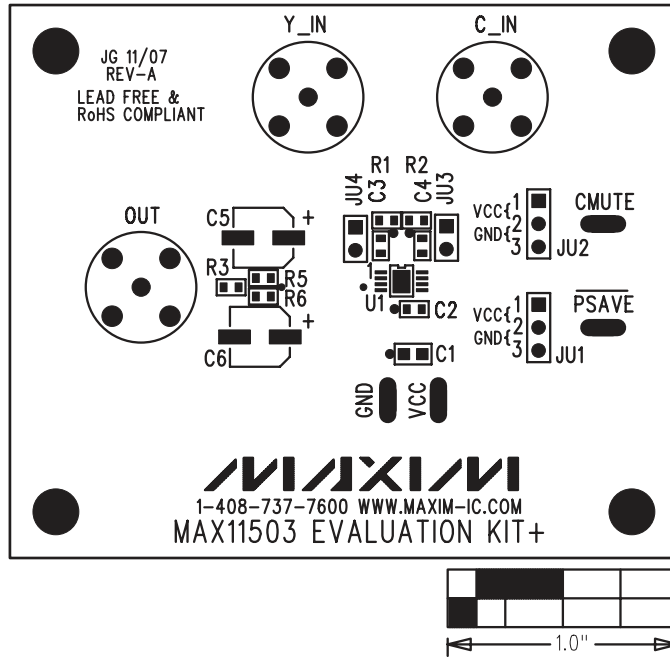 Y_IN
C_IN
JG 11/07
REV-A
LEAD FREE &
RoHS COMPLIANT
R1 R2
JU4
C3
C4
JU3
OUT
C5
+
VCC{ 1
GND{ 2
3
JU2
CMUTE
R3
R5
R6
1
U1
C2
VCC{ 1
GND{ 2
3
JU1
PSAVE
+
C6
C1
GND
VCC
MAXIM
1-408-737-7600 WWW.MAXIM-IC.COM
MAX11503 EVALUATION KIT+
1.0"